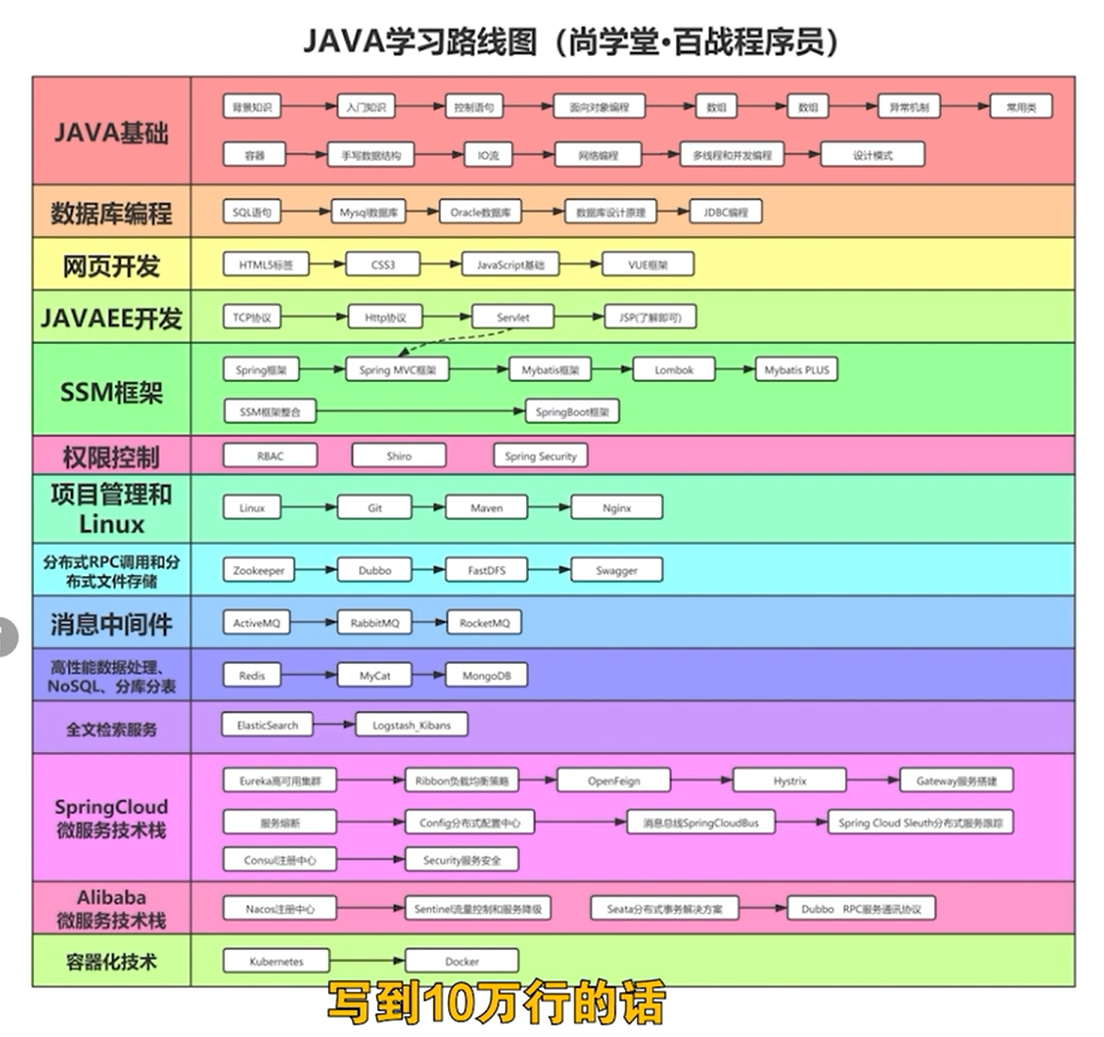 JAVA学习路线图（尚学堂·百战程序员）
JAVA基础
背景知识 入门知识 控制语句 面向对象编程 数组 数组 异常机制 常用类
容器 手写数据结构 IO流 网络编程 多线程和并发编程 设计模式
数据库编程
SQL语句 Mysql数据库 Oracle数据库 数据库设计原理 JDBC编程
网页开发
HTML5标签 CSS3 JavaScript基础 VUE框架
JAVAEE开发
TCP协议 Http协议 Servlet JSP(了解即可)
SSM框架
Spring框架 Spring MVC框架 Mybatis框架 Lombok Mybatis PLUS
SSM框架整合 SpringBoot框架
权限控制
RBAC Shiro Spring Security
项目管理和
Linux
Linux Git Maven Nginx
分布式RPC调用和分
布式文件存储
Zookeeper Dubbo FastDFS Swagger
消息中间件
ActiveMQ RabbitMQ RocketMQ
高性能数据处理、
NoSQL、分库分表
Redis MyCat MongoDB
全文检索服务
ElasticSearch Logstash_Kibans
SpringCloud
微服务技术栈
Eureka高可用集群 Ribbon负载均衡策略 OpenFeign Hystrix Gateway服务搭建
服务熔断 Config分布式配置中心 消息总线SpringCloudBus Spring Cloud Sleuth分布式服务跟踪
Consul注册中心 Security服务安全
Alibaba
微服务技术栈
Nacos注册中心 Sentinel流量控制和服务降级 Seata分布式事务解决方案 Dubbo RPC服务通讯协议
容器化技术
Kubernetes Docker
写到10万行的话